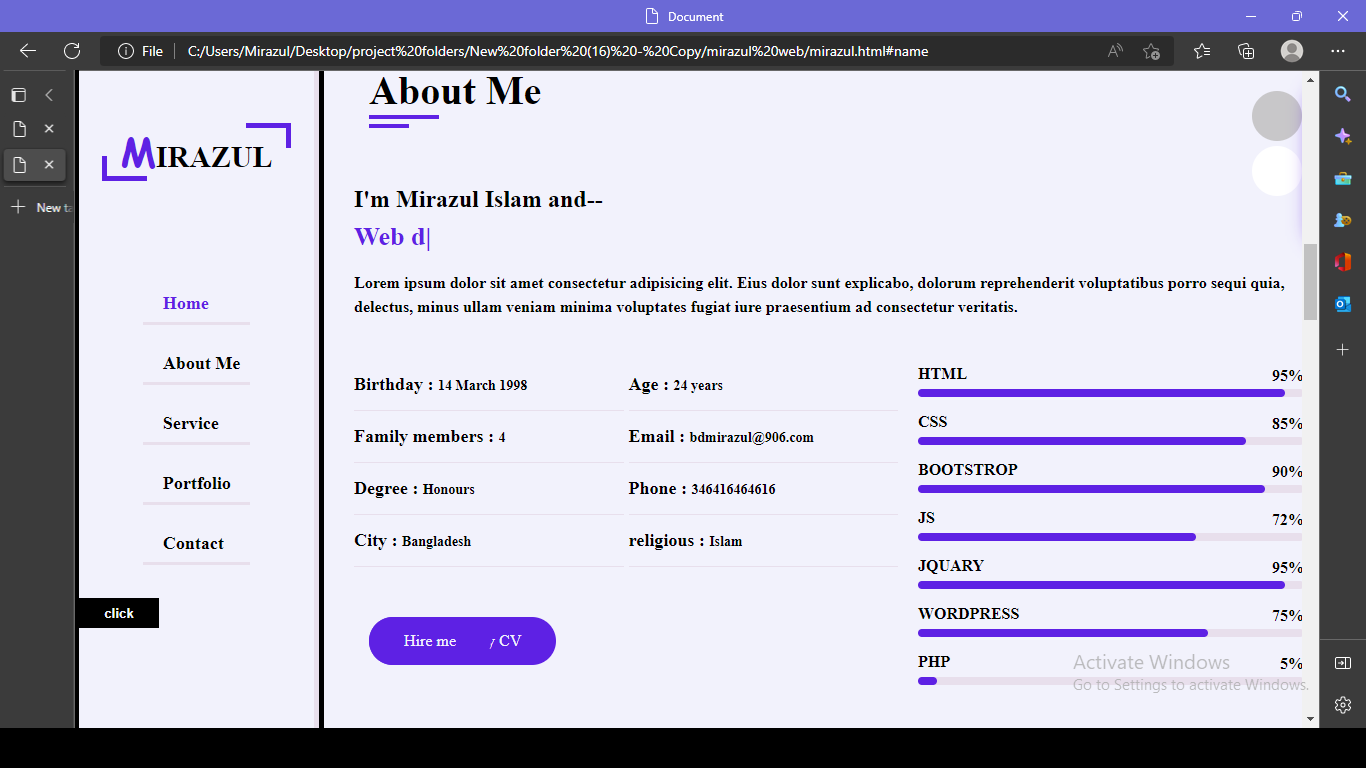 Document
File C:/Users/Mirazul/Desktop/project%20folders/New%20folder%20(16)%20-%20Copy/mirazul%20web/mirazul.html#name
New ta
MIRAZUL
Home
About Me
Service
Portfolio
Contact
click
About Me
I'm Mirazul Islam and--
Web d|
Lorem ipsum dolor sit amet consectetur adipisicing elit. Eius dolor sunt explicabo, dolorum reprehenderit voluptatibus porro sequi quia,
delectus, minus ullam veniam minima voluptates fugiat iure praesentium ad consectetur veritatis.
Birthday : 14 March 1998
Age : 24 years
Family members : 4
Email : bdmirazul@906.com
Degree : Honours
Phone : 346416464616
City : Bangladesh
religious : Islam
Hire me
CV
HTML 95%
CSS 85%
BOOTSTROP 90%
JS 72%
JQUARY 95%
WORDPRESS 75%
PHP 5%
Activate Windows
Go to Settings to activate Windows.